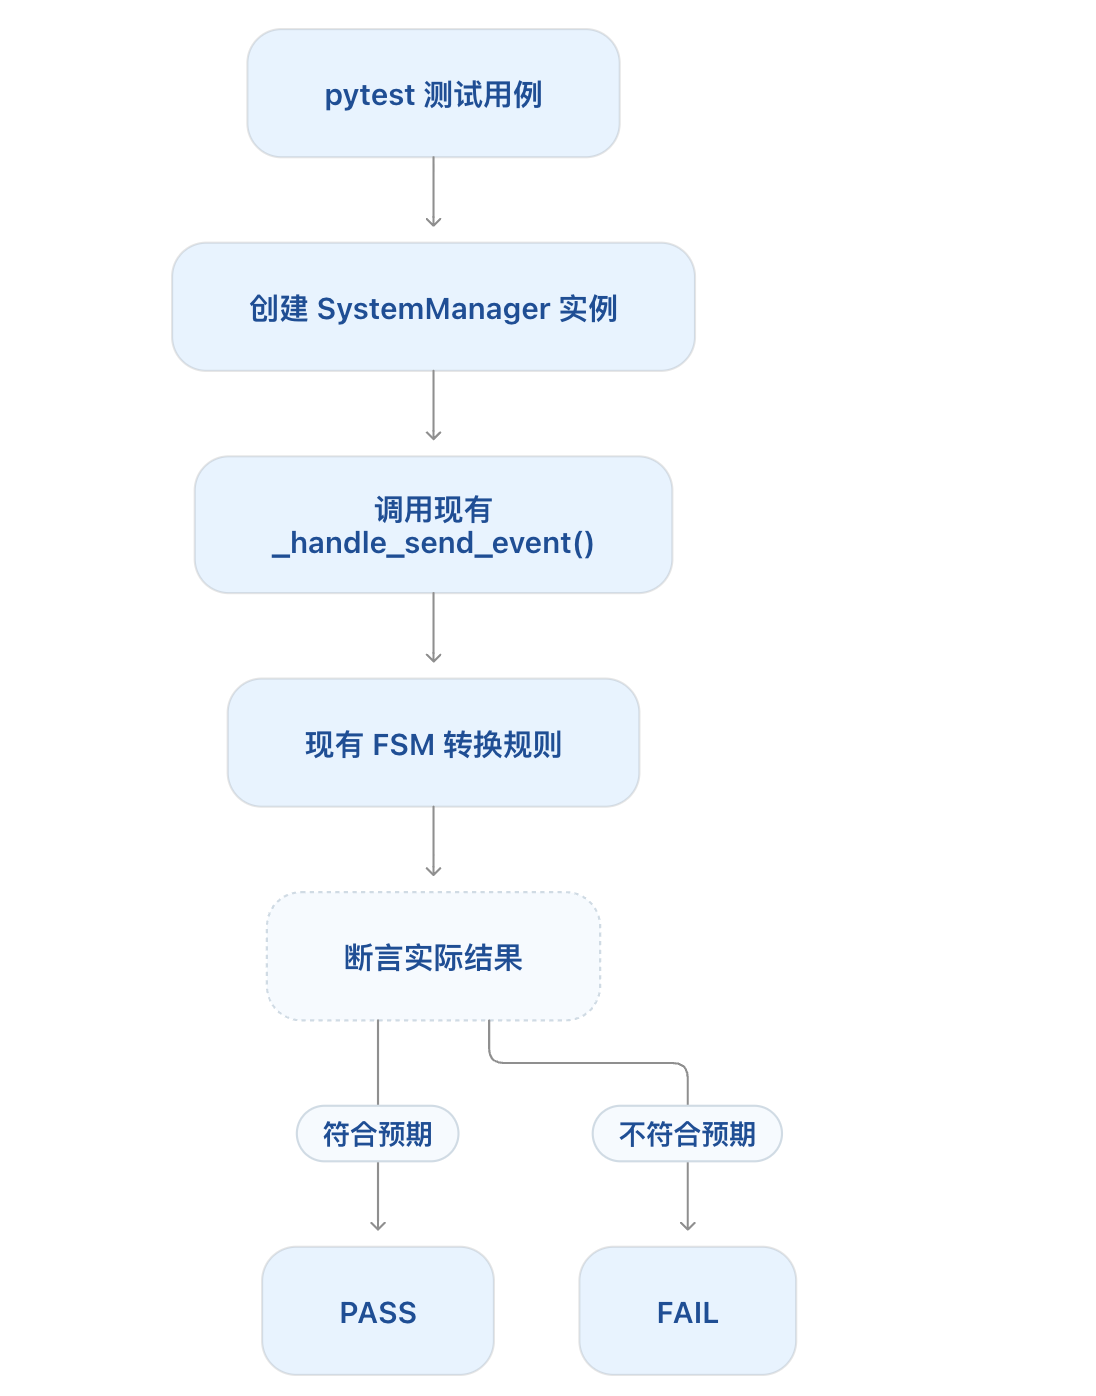 pytest 测试用例
创建 SystemManager 实例
调用现有
_handle_send_event()
现有 FSM 转换规则
断言实际结果
符合预期
不符合预期
PASS
FAIL